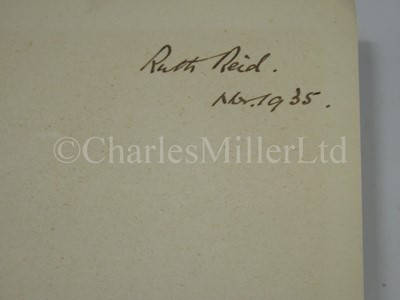 Ruth Reid.
Nov. 1935.
©CharlesMillerLtd